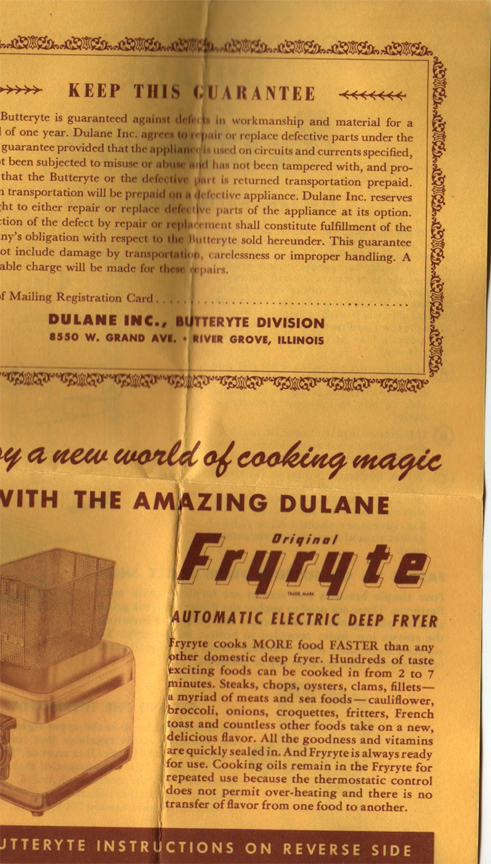 KEEP THIS GUARANTEE
Butteryte is guaranteed against defects in workmanship and material for a
of one year. Dulane Inc. agrees to repair or replace defective parts under the
guarantee provided that the appliance is used on circuits and currents specified,
been subjected to misuse or abuse and has not been tampered with, and pro-
that the Butteryte or the defective part is returned transportation prepaid.
transportation will be prepaid on a defective appliance. Dulane Inc. reserves
to either repair or replace defective parts of the appliance at its option.
ction of the defect by repair or replacement shall constitute fulfillment of the
ny's obligation with respect to the Butteryte sold hereunder. This guarantee
not include damage by transportation, carelessness or improper handling. A
able charge will be made for these repairs.
of Mailing Registration Card
DULANE INC., BUTTERYTE DIVISION
8550 W. GRAND AVE. • RIVER GROVE, ILLINOIS
oy a new world of cooking magic
WITH THE AMAZING DULANE
Original
Fryryte
TRADE MARK
AUTOMATIC ELECTRIC DEEP FRYER
Fryryte cooks MORE food FASTER than any
other domestic deep fryer. Hundreds of taste
exciting foods can be cooked in from 2 to 7
minutes. Steaks, chops, oysters, clams, fillets—
a myriad of meats and sea foods—cauliflower,
broccoli, onions, croquettes, fritters, French
toast and countless other foods take on a new,
delicious flavor. All the goodness and vitamins
are quickly sealed in. And Fryryte is always ready
for use. Cooking oils remain in the Fryryte for
repeated use because the thermostatic control
does not permit over-heating and there is no
transfer of flavor from one food to another.
UTTERYTE INSTRUCTIONS ON REVERSE SIDE